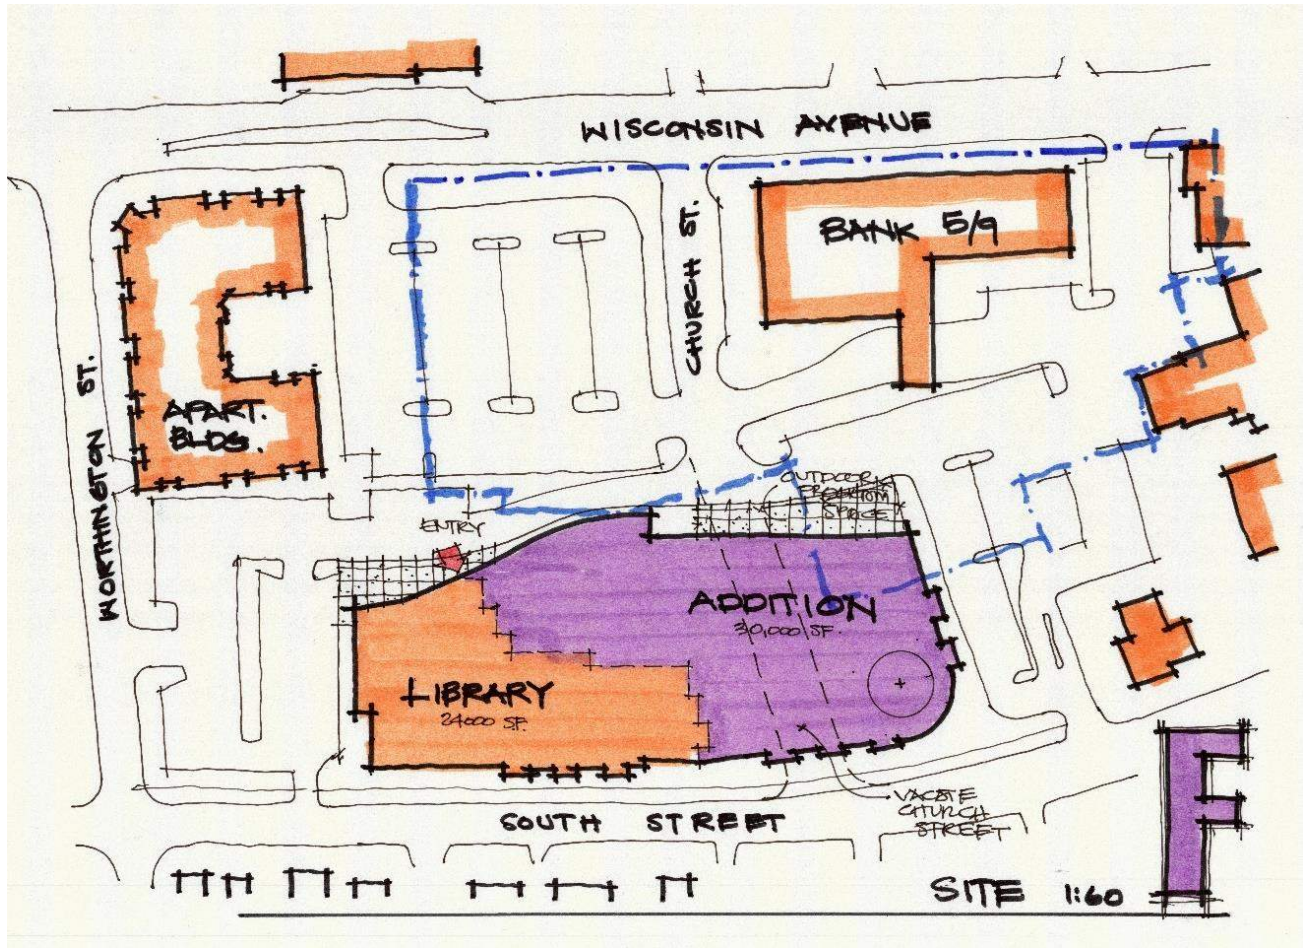 WISCONSIN AVENUE
BANK 5/9
CHURCH ST.
WORTHINGTON ST.
APART.
BLDG.
OUTDOOR
SPACE
ENTRY
ADDITION
30,000 SF.
LIBRARY
24000 SF.
VACATE
CHURCH
STREET
SOUTH STREET
SITE 1:60
F